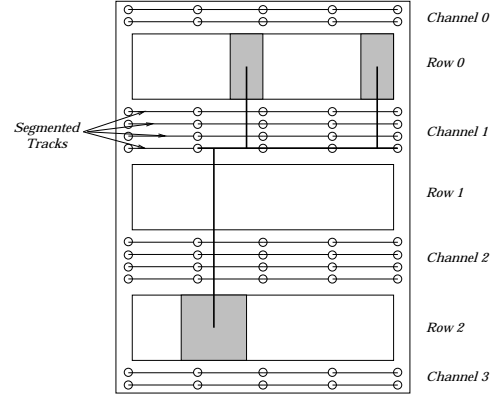 Channel 0
Row 0
Segmented
Tracks
Channel 1
Row 1
Channel 2
Row 2
Channel 3